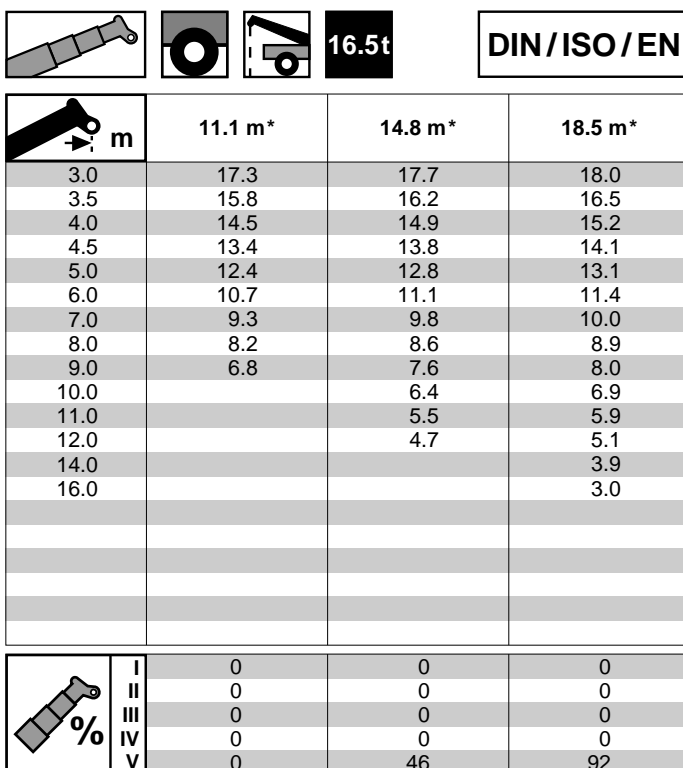 16.5t DIN/ISO/EN
m 11.1 m* 14.8 m* 18.5 m*
3.0 17.3 17.7 18.0
3.5 15.8 16.2 16.5
4.0 14.5 14.9 15.2
4.5 13.4 13.8 14.1
5.0 12.4 12.8 13.1
6.0 10.7 11.1 11.4
7.0 9.3 9.8 10.0
8.0 8.2 8.6 8.9
9.0 6.8 7.6 8.0
10.0 6.4 6.9
11.0 5.5 5.9
12.0 4.7 5.1
14.0 3.9
16.0 3.0
I 0 0 0
II 0 0 0
III 0 0 0
% IV 0 0 0
V 0 46 92